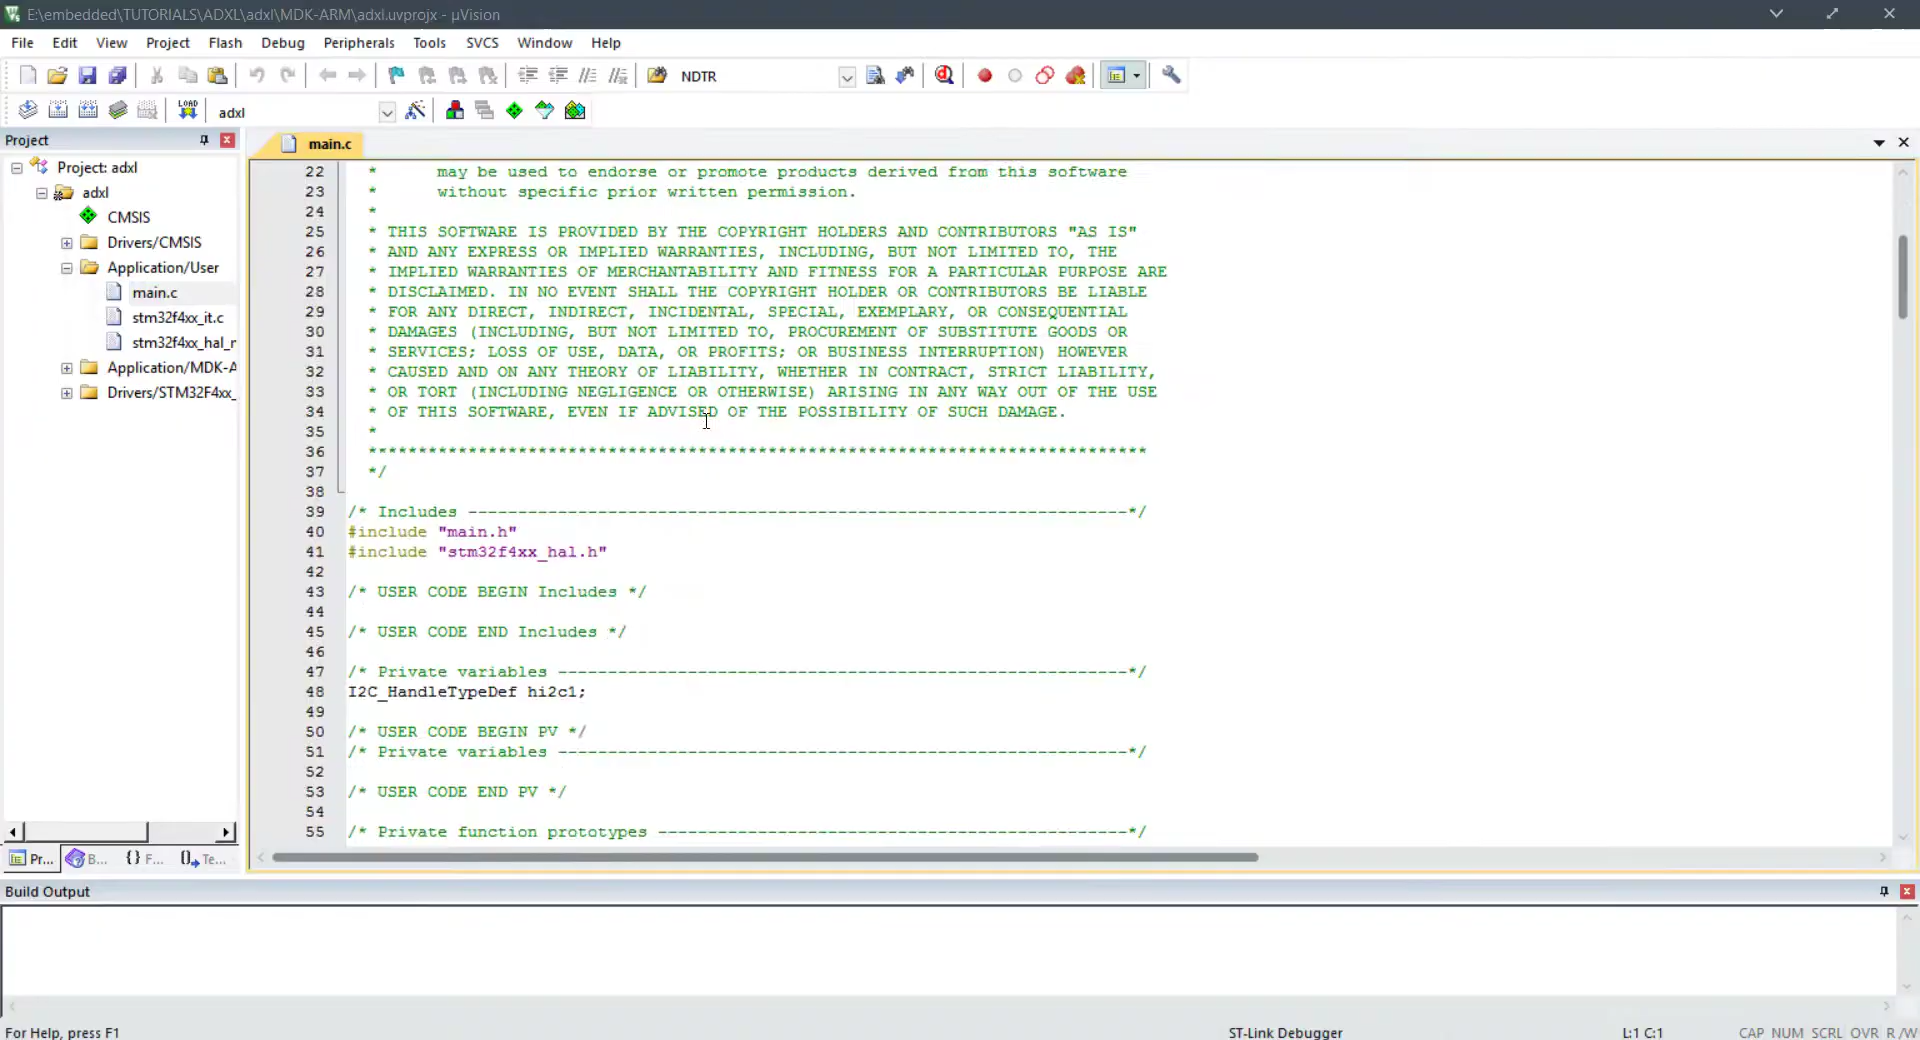 E:\embedded\TUTORIALS\ADXL\adxl\MDK-ARM\adxl.uvprojx - µVision
File Edit View Project Flash Debug Peripherals Tools SVCS Window Help
NDTR
LOAD adxl
Project
main.c
Project: adxl
adxl
CMSIS
Drivers/CMSIS
Application/User
main.c
stm32f4xx_it.c
stm32f4xx_hal_r
Application/MDK-A
Drivers/STM32F4xx_
22 * may be used to endorse or promote products derived from this software
23 * without specific prior written permission.
24 *
25 * THIS SOFTWARE IS PROVIDED BY THE COPYRIGHT HOLDERS AND CONTRIBUTORS "AS IS"
26 * AND ANY EXPRESS OR IMPLIED WARRANTIES, INCLUDING, BUT NOT LIMITED TO, THE
27 * IMPLIED WARRANTIES OF MERCHANTABILITY AND FITNESS FOR A PARTICULAR PURPOSE ARE
28 * DISCLAIMED. IN NO EVENT SHALL THE COPYRIGHT HOLDER OR CONTRIBUTORS BE LIABLE
29 * FOR ANY DIRECT, INDIRECT, INCIDENTAL, SPECIAL, EXEMPLARY, OR CONSEQUENTIAL
30 * DAMAGES (INCLUDING, BUT NOT LIMITED TO, PROCUREMENT OF SUBSTITUTE GOODS OR
31 * SERVICES; LOSS OF USE, DATA, OR PROFITS; OR BUSINESS INTERRUPTION) HOWEVER
32 * CAUSED AND ON ANY THEORY OF LIABILITY, WHETHER IN CONTRACT, STRICT LIABILITY,
33 * OR TORT (INCLUDING NEGLIGENCE OR OTHERWISE) ARISING IN ANY WAY OUT OF THE USE
34 * OF THIS SOFTWARE, EVEN IF ADVISED OF THE POSSIBILITY OF SUCH DAMAGE.
35 *
36 ******************************************************************************
37 */
38
39 /* Includes ------------------------------------------------------------------*/
40 #include "main.h"
41 #include "stm32f4xx_hal.h"
42
43 /* USER CODE BEGIN Includes */
44
45 /* USER CODE END Includes */
46
47 /* Private variables ---------------------------------------------------------*/
48 I2C_HandleTypeDef hi2c1;
49
50 /* USER CODE BEGIN PV */
51 /* Private variables ---------------------------------------------------------*/
52
53 /* USER CODE END PV */
54
55 /* Private function prototypes -----------------------------------------------*/
Pr... B... {} F... Te...
Build Output
For Help, press F1 ST-Link Debugger L:1 C:1 CAP NUM SCRL OVR R/W